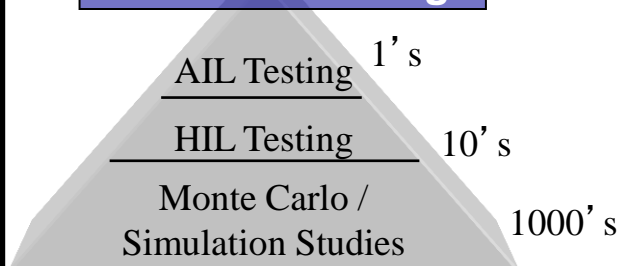 AIL Testing 1's
HIL Testing 10's
Monte Carlo / 
Simulation Studies 1000's